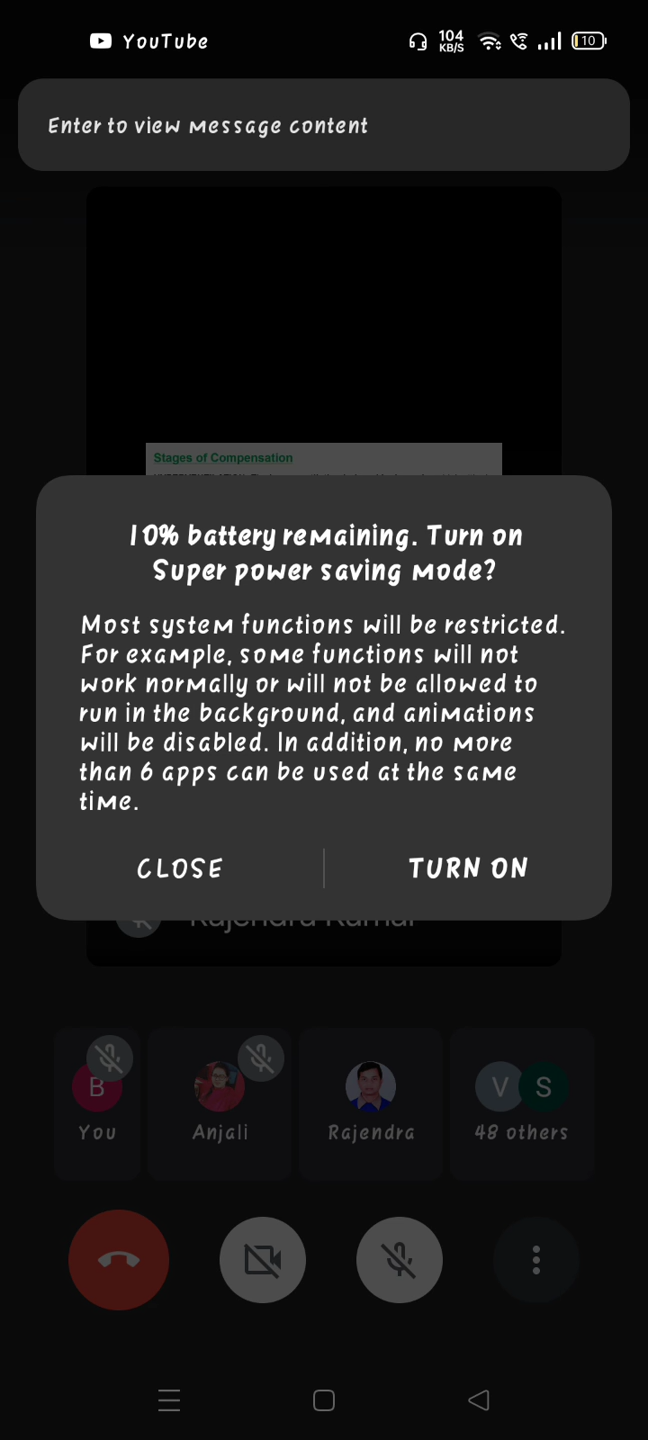 YouTube
104
KB/S
10
Enter to view message content
Stages of Compensation
10% battery remaining. Turn on
Super power saving mode?
Most system functions will be restricted.
For example, some functions will not
work normally or will not be allowed to
run in the background, and animations
will be disabled. In addition, no more
than 6 apps can be used at the same
time.
CLOSE
TURN ON
Rajendra Kumar
B
V
S
You
Anjali
Rajendra
48 others